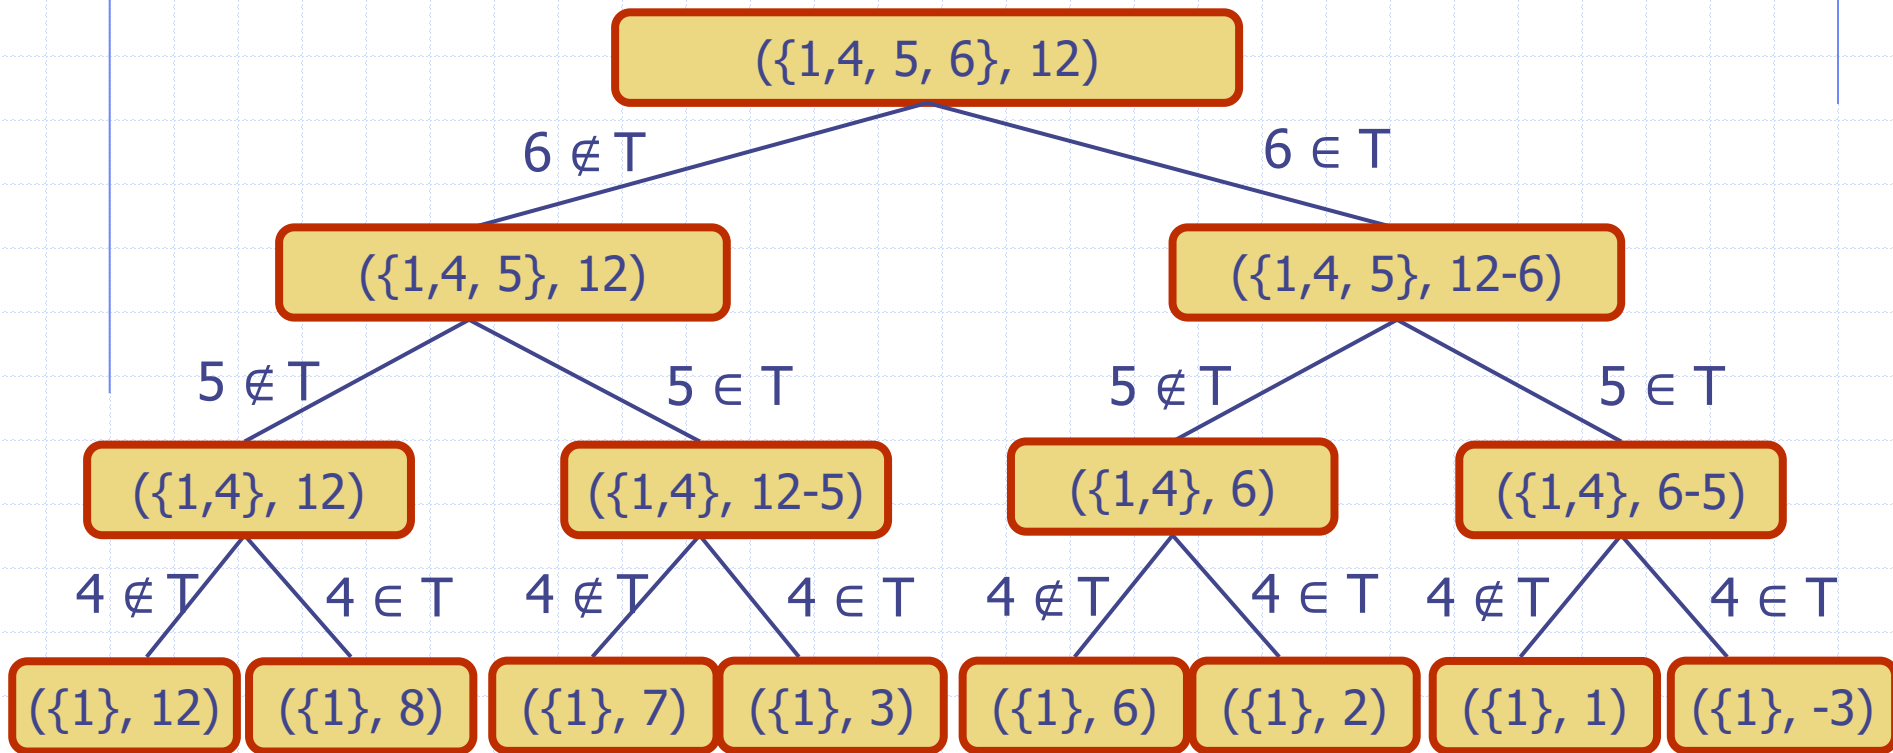 ({1,4, 5, 6}, 12)
6 ∉ T
6 ∈ T
({1,4, 5}, 12)
({1,4, 5}, 12-6)
5 ∉ T
5 ∈ T
5 ∉ T
5 ∈ T
({1,4}, 12)
({1,4}, 12-5)
({1,4}, 6)
({1,4}, 6-5)
4 ∉ T
4 ∈ T
4 ∉ T
4 ∈ T
4 ∉ T
4 ∈ T
4 ∉ T
4 ∈ T
({1}, 12)
({1}, 8)
({1}, 7)
({1}, 3)
({1}, 6)
({1}, 2)
({1}, 1)
({1}, -3)